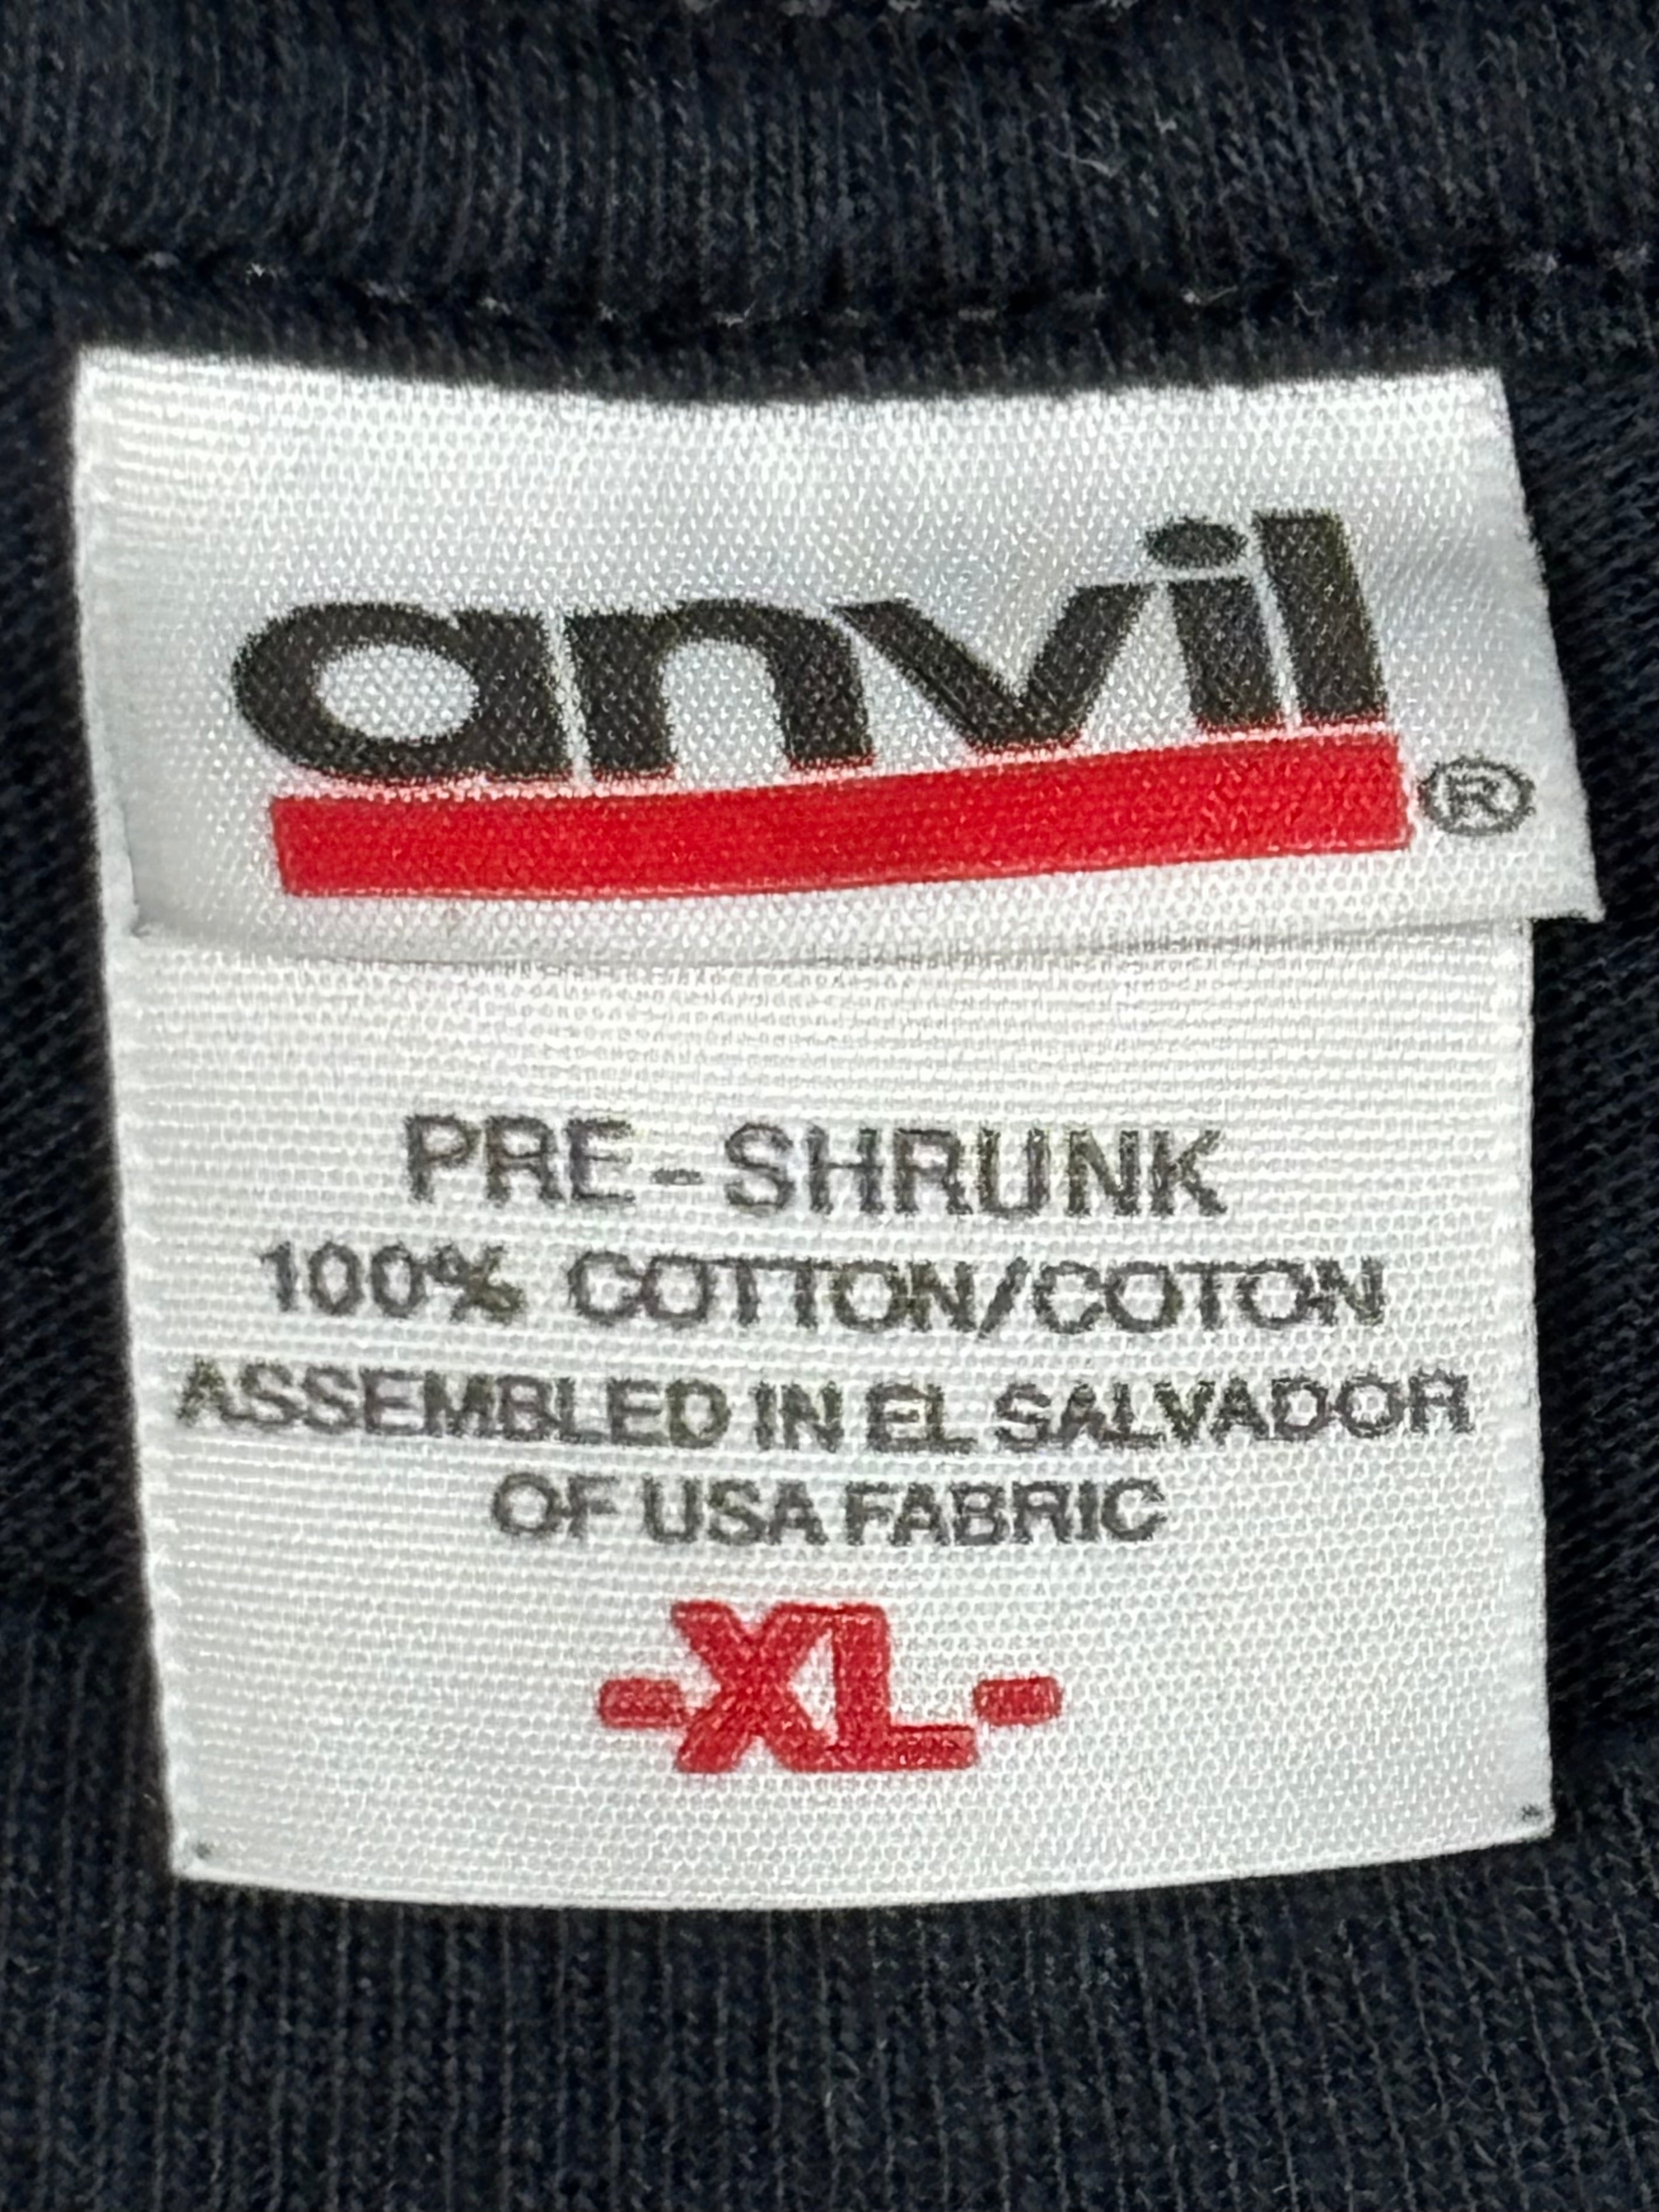 anvil
®
PRE-SHRUNK
100% COTTON/COTON
ASSEMBLED IN EL SALVADOR
OF USA FABRIC
-XL-